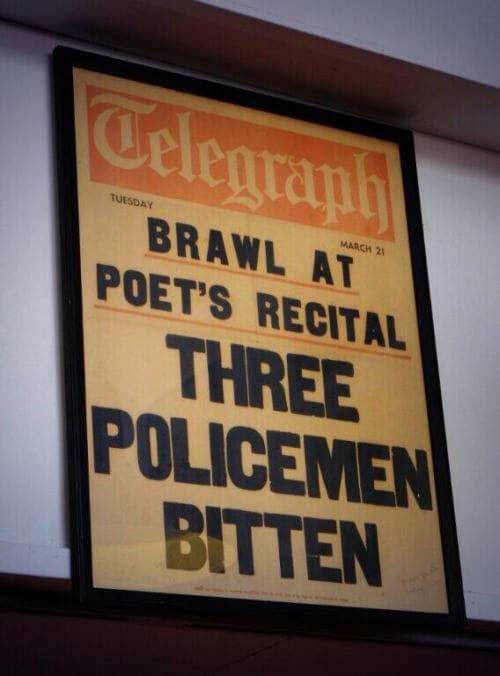 Telegraph
TUESDAY
MARCH 21
BRAWL AT
POET'S RECITAL
THREE
POLICEMEN
BITTEN